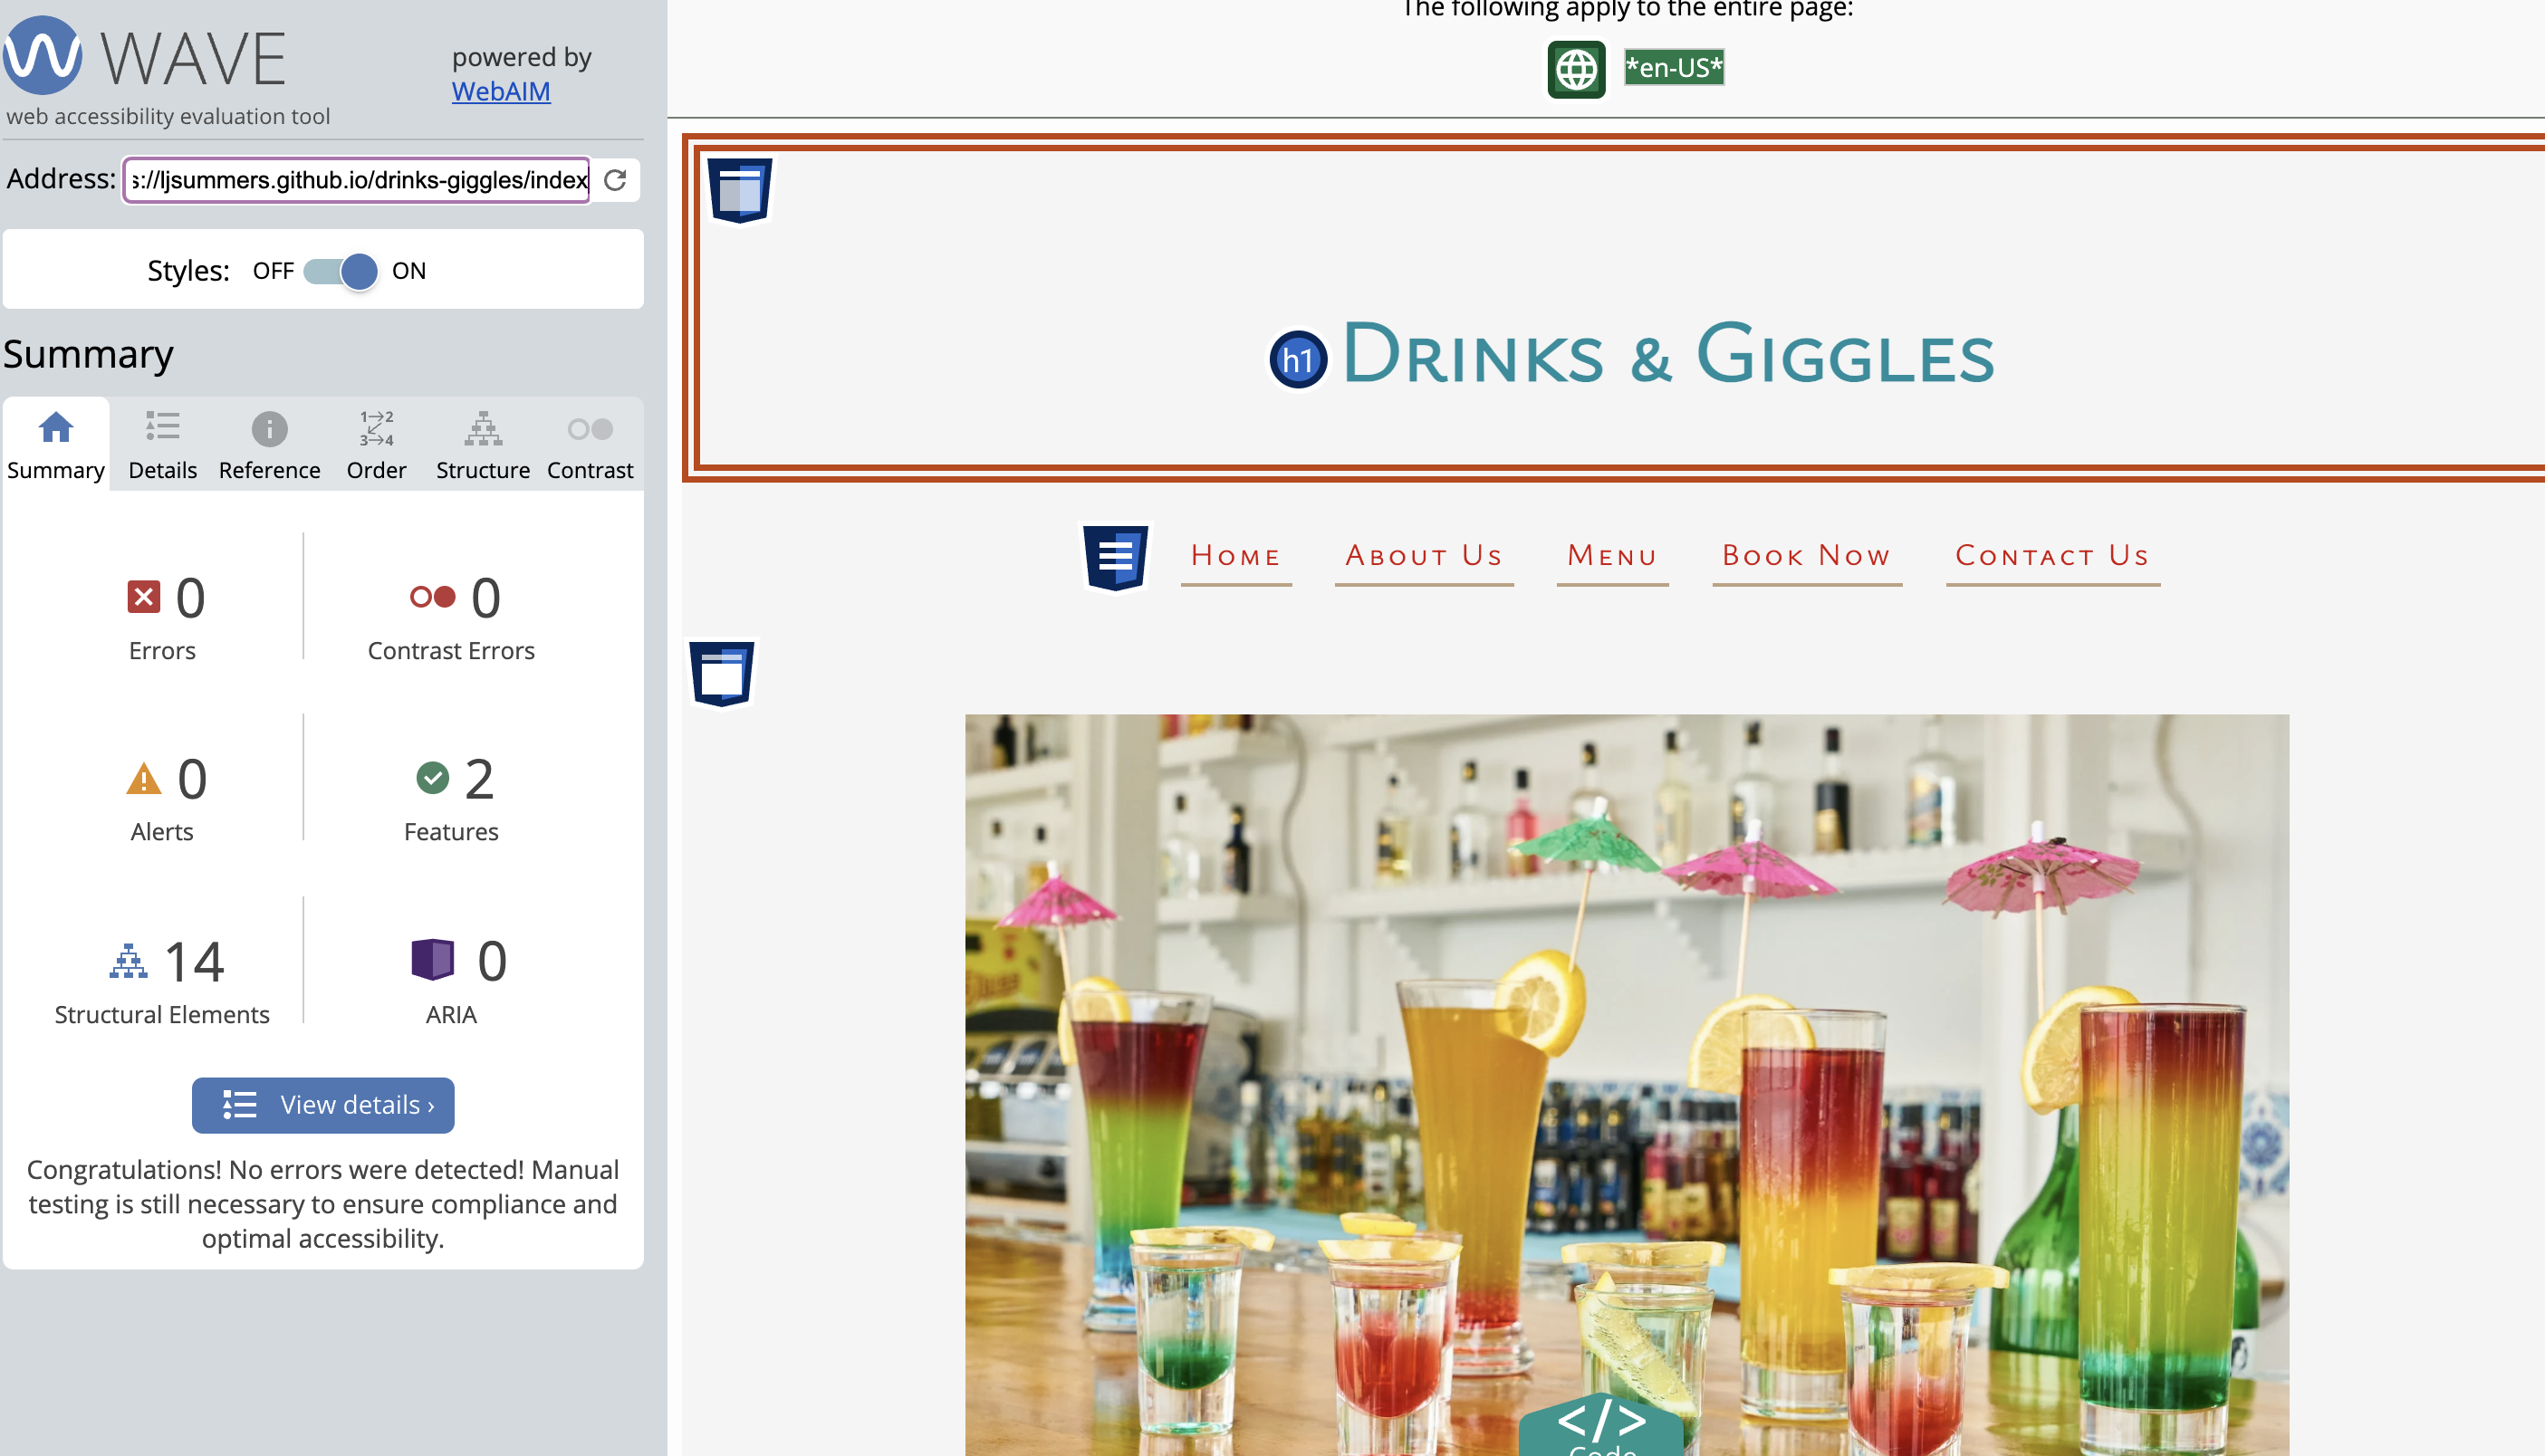 WAVE
powered by
WebAIM
web accessibility evaluation tool
Address: s://ljsummers.github.io/drinks-giggles/index
Styles: OFF ON
Summary
1→2
3→4
Summary Details Reference Order Structure Contrast
0 0
Errors Contrast Errors
0 2
Alerts Features
14 0
Structural Elements ARIA
View details ›
Congratulations! No errors were detected! Manual
testing is still necessary to ensure compliance and
optimal accessibility.
The following apply to the entire page:
*en-US*
h1 Drinks & Giggles
Home About Us Menu Book Now Contact Us
</>
Code